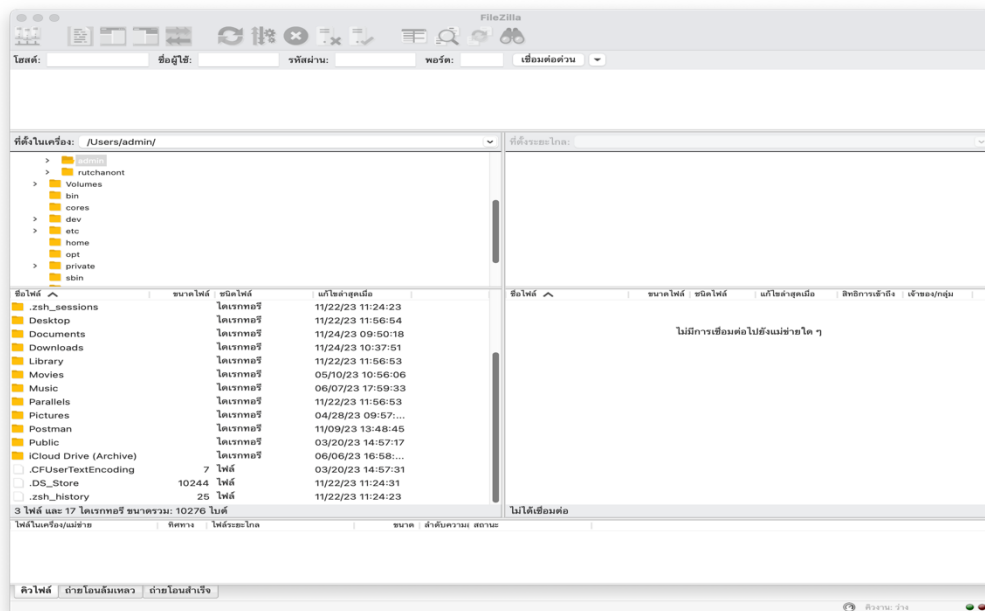 FileZilla
โฮสต์: ชื่อผู้ใช้: รหัสผ่าน: พอร์ต: เชื่อมต่อด่วน
ที่ตั้งในเครื่อง: /Users/admin/
ที่ตั้งระยะไกล:
admin
rutchanont
Volumes
bin
cores
dev
etc
home
opt
private
sbin
ชื่อไฟล์ ขนาดไฟล์ ชนิดไฟล์ แก้ไขล่าสุดเมื่อ
.zsh_sessions ไดเรกทอรี 11/22/23 11:24:23
Desktop ไดเรกทอรี 11/22/23 11:56:54
Documents ไดเรกทอรี 11/24/23 09:50:18
Downloads ไดเรกทอรี 11/24/23 10:37:51
Library ไดเรกทอรี 11/22/23 11:56:53
Movies ไดเรกทอรี 05/10/23 10:56:06
Music ไดเรกทอรี 06/07/23 17:59:33
Parallels ไดเรกทอรี 11/22/23 11:56:53
Pictures ไดเรกทอรี 04/28/23 09:57:...
Postman ไดเรกทอรี 11/09/23 13:48:45
Public ไดเรกทอรี 03/20/23 14:57:17
iCloud Drive (Archive) ไดเรกทอรี 06/06/23 16:58:...
.CFUserTextEncoding 7 ไฟล์ 03/20/23 14:57:31
.DS_Store 10244 ไฟล์ 11/22/23 11:24:31
.zsh_history 25 ไฟล์ 11/22/23 11:24:23
3 ไฟล์ และ 17 ไดเรกทอรี ขนาดรวม: 10276 ไบต์
ชื่อไฟล์ ขนาดไฟล์ ชนิดไฟล์ แก้ไขล่าสุดเมื่อ สิทธิการเข้าถึง เจ้าของ/กลุ่ม
ไม่มีการเชื่อมต่อไปยังแม่ข่ายใด ๆ
ไม่ได้เชื่อมต่อ
ไฟล์ในเครื่อง/แม่ข่าย ทิศทาง ไฟล์ระยะไกล ขนาด ลำดับความ สถานะ
คิวไฟล์ ถ่ายโอนล้มเหลว ถ่ายโอนสำเร็จ
คิวงาน: ว่าง